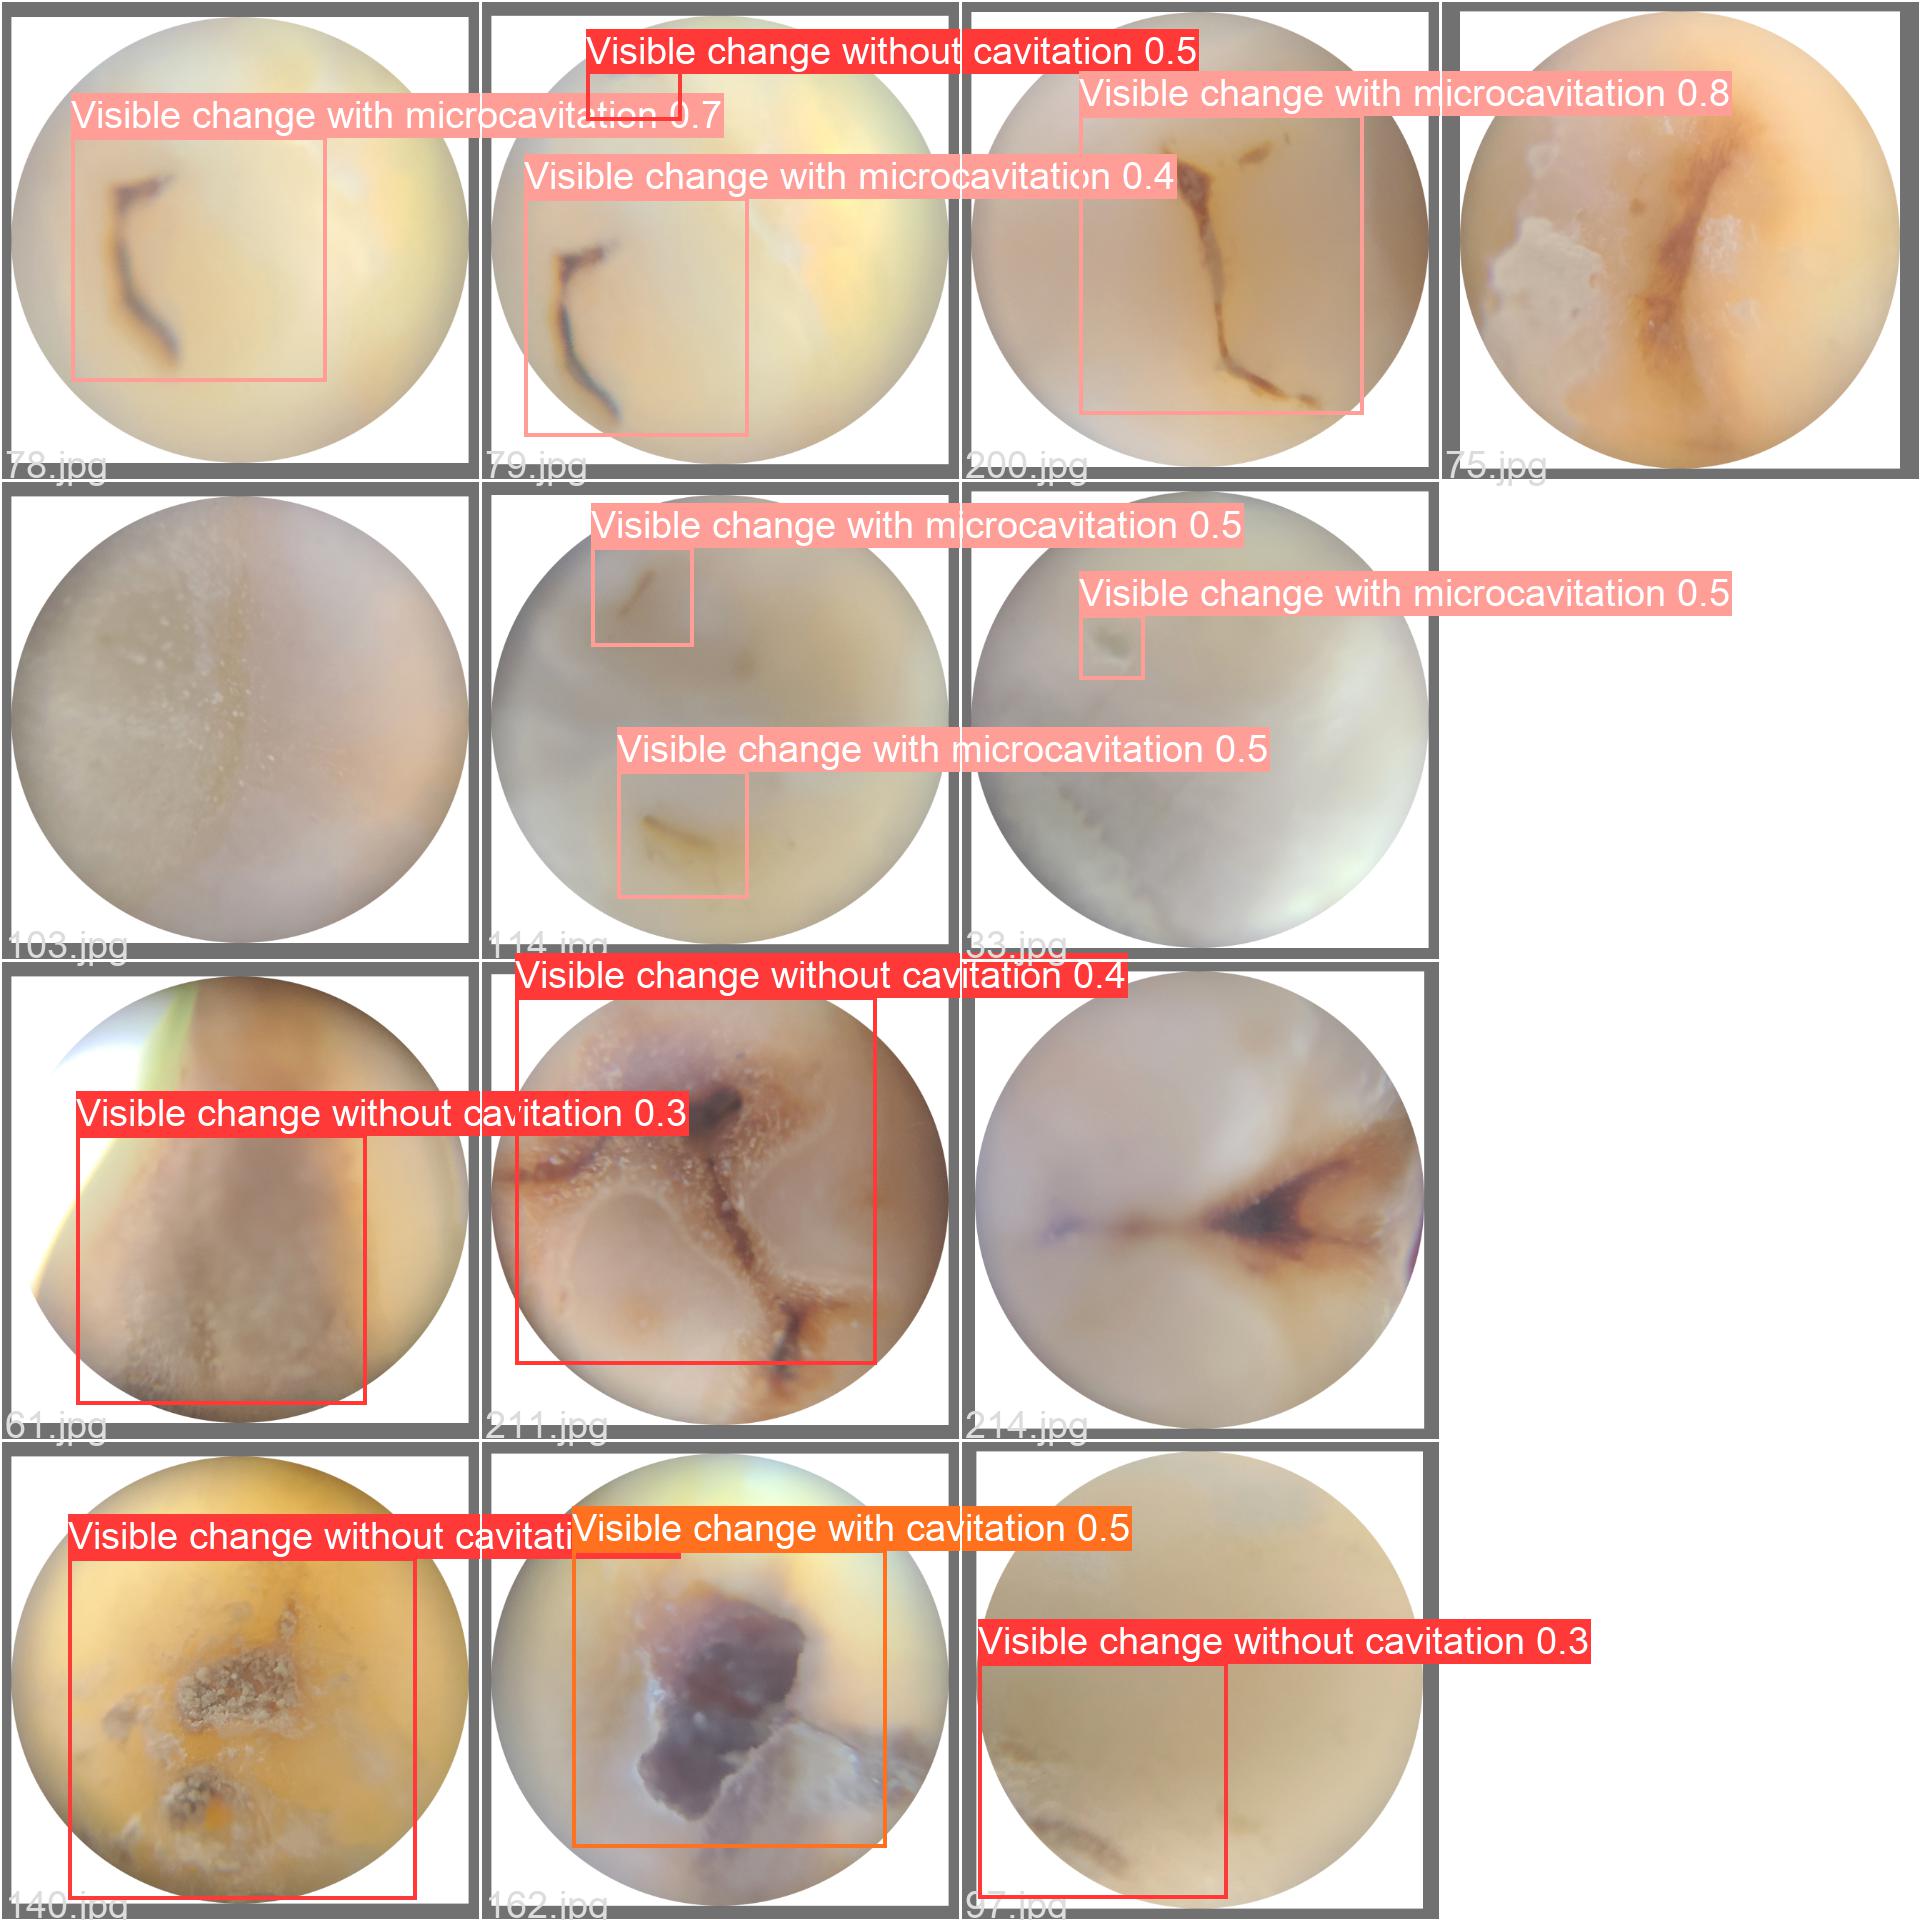 Visible change without cavitation 0.5
Visible change with microcavitation 0.8
Visible change with microcavitation 0.7
Visible change with microcavitation 0.4
78.jpg
79.jpg
200.jpg
75.jpg
Visible change with microcavitation 0.5
Visible change with microcavitation 0.5
Visible change with microcavitation 0.5
103.jpg
114.jpg
33.jpg
Visible change without cavitation 0.4
Visible change without cavitation 0.3
61.jpg
211.jpg
214.jpg
Visible change without cavitati
Visible change with cavitation 0.5
Visible change without cavitation 0.3
140.jpg
162.jpg
97.jpg